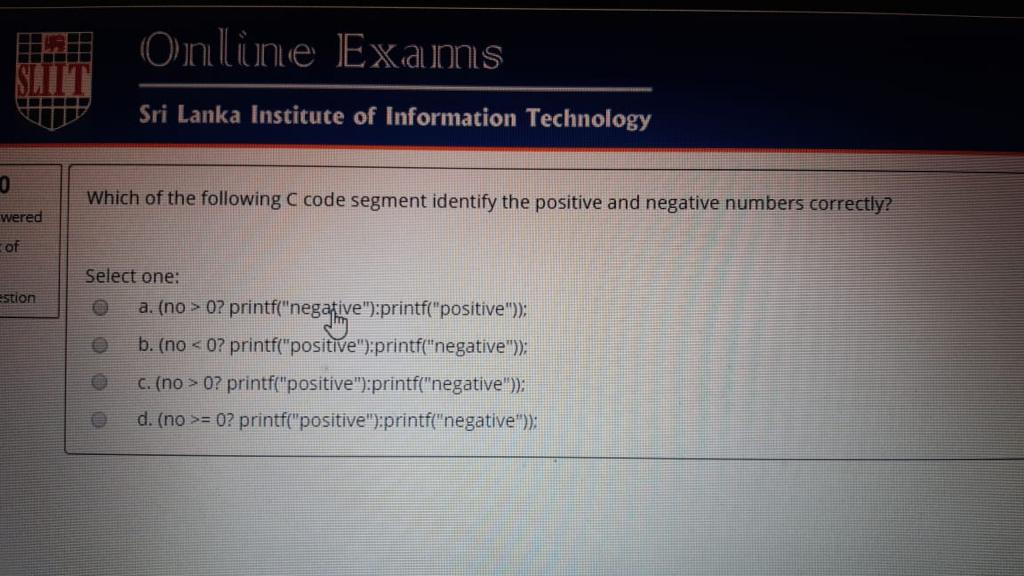 SLIIT
Online Exams
Sri Lanka Institute of Information Technology
0
wered
of
estion
Which of the following C code segment identify the positive and negative numbers correctly?
Select one:
a. (no > 0? printf("negative"):printf("positive"));
b. (no < 0? printf("positive"):printf("negative"));
c. (no > 0? printf("positive"):printf("negative"));
d. (no >= 0? printf("positive"):printf("negative"));